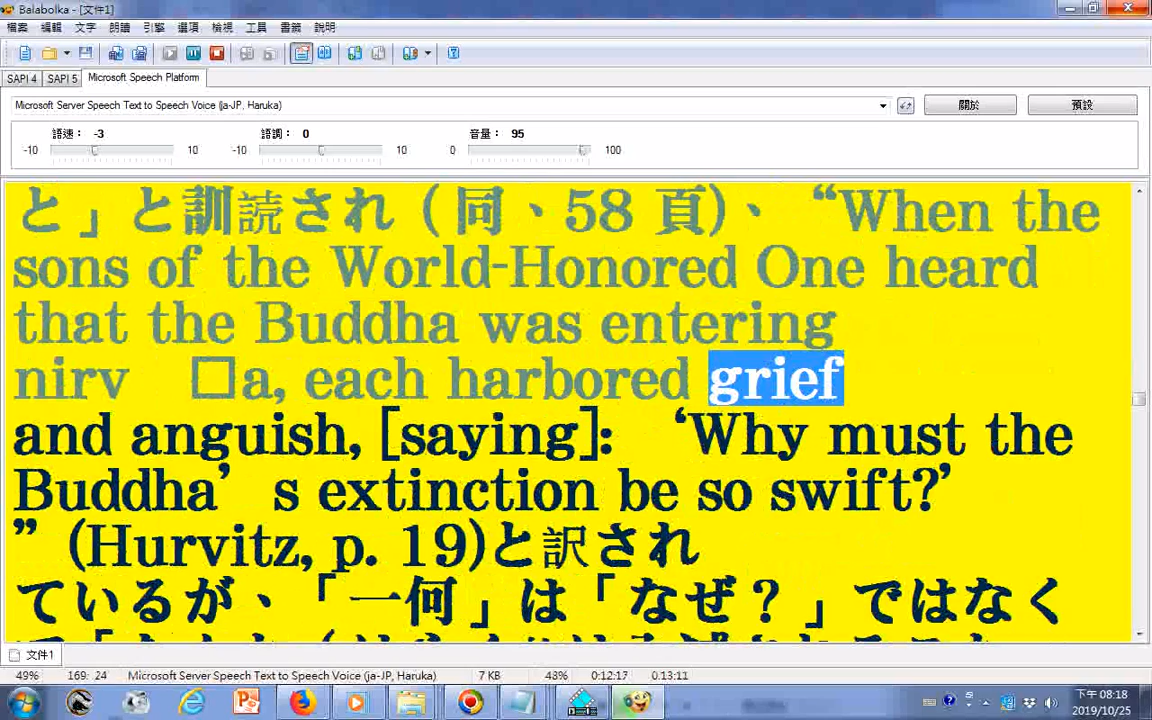 Balabolka - [文件1]
檔案 編輯 文字 朗讀 引擎 選項 檢視 工具 書籤 說明
SAPI 4 SAPI 5 Microsoft Speech Platform
Microsoft Server Speech Text to Speech Voice (ja-JP, Haruka) 關於 預設
語速： -3 語調： 0 音量： 95
-10 10 -10 10 0 100
と」と訓読され（同、58 頁）、 “When the
sons of the World-Honored One heard
that the Buddha was entering
nirv □a, each harbored grief
and anguish, [saying]: ‘Why must the
Buddha’ s extinction be so swift?’
” (Hurvitz, p. 19)と訳され
ているが、「一何」は「なぜ？」ではなく
文件1
49% 169: 24 Microsoft Server Speech Text to Speech Voice (ja-JP, Haruka) 7 KB 48% 0:12:17 0:13:11
下午 08:18
2019/10/25